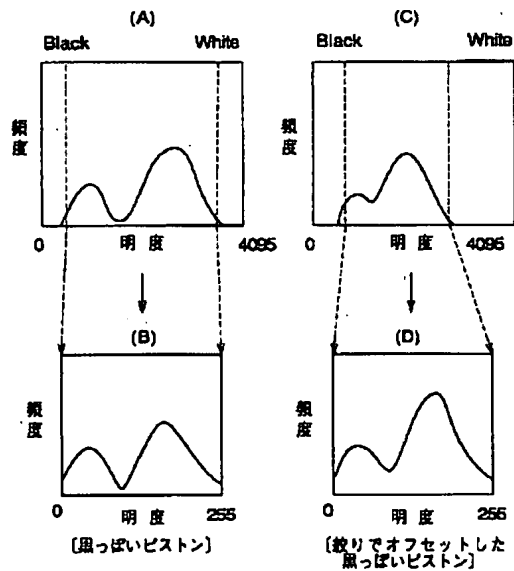 (A)
Black White
頻度
0 明度 4095
(C)
Black White
頻度
0 明度 4095
(B)
頻度
0 明度 255
[黒っぽいピストン]
(D)
頻度
0 明度 255
[絞りでオフセットした
黒っぽいピストン]